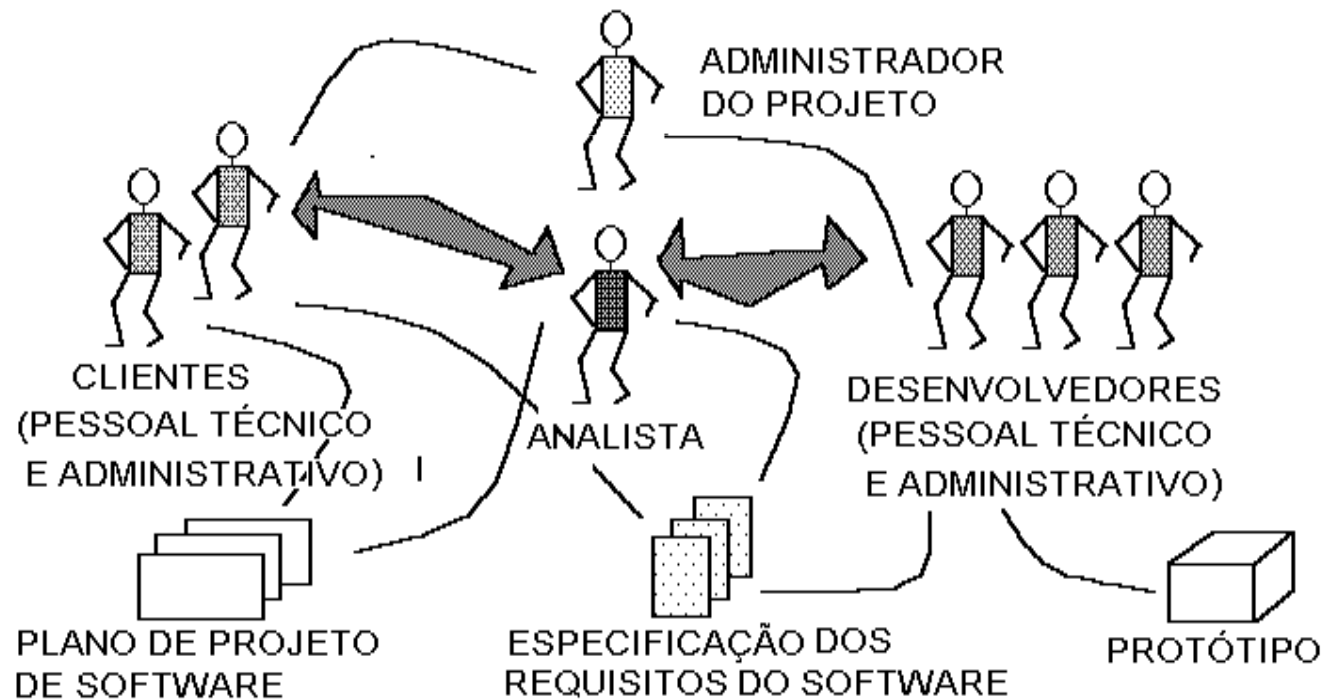 ADMINISTRADOR
DO PROJETO
CLIENTES
(PESSOAL TÉCNICO
E ADMINISTRATIVO)
ANALISTA
DESENVOLVEDORES
(PESSOAL TÉCNICO
E ADMINISTRATIVO)
PLANO DE PROJETO
DE SOFTWARE
ESPECIFICAÇÃO DOS
REQUISITOS DO SOFTWARE
PROTÓTIPO